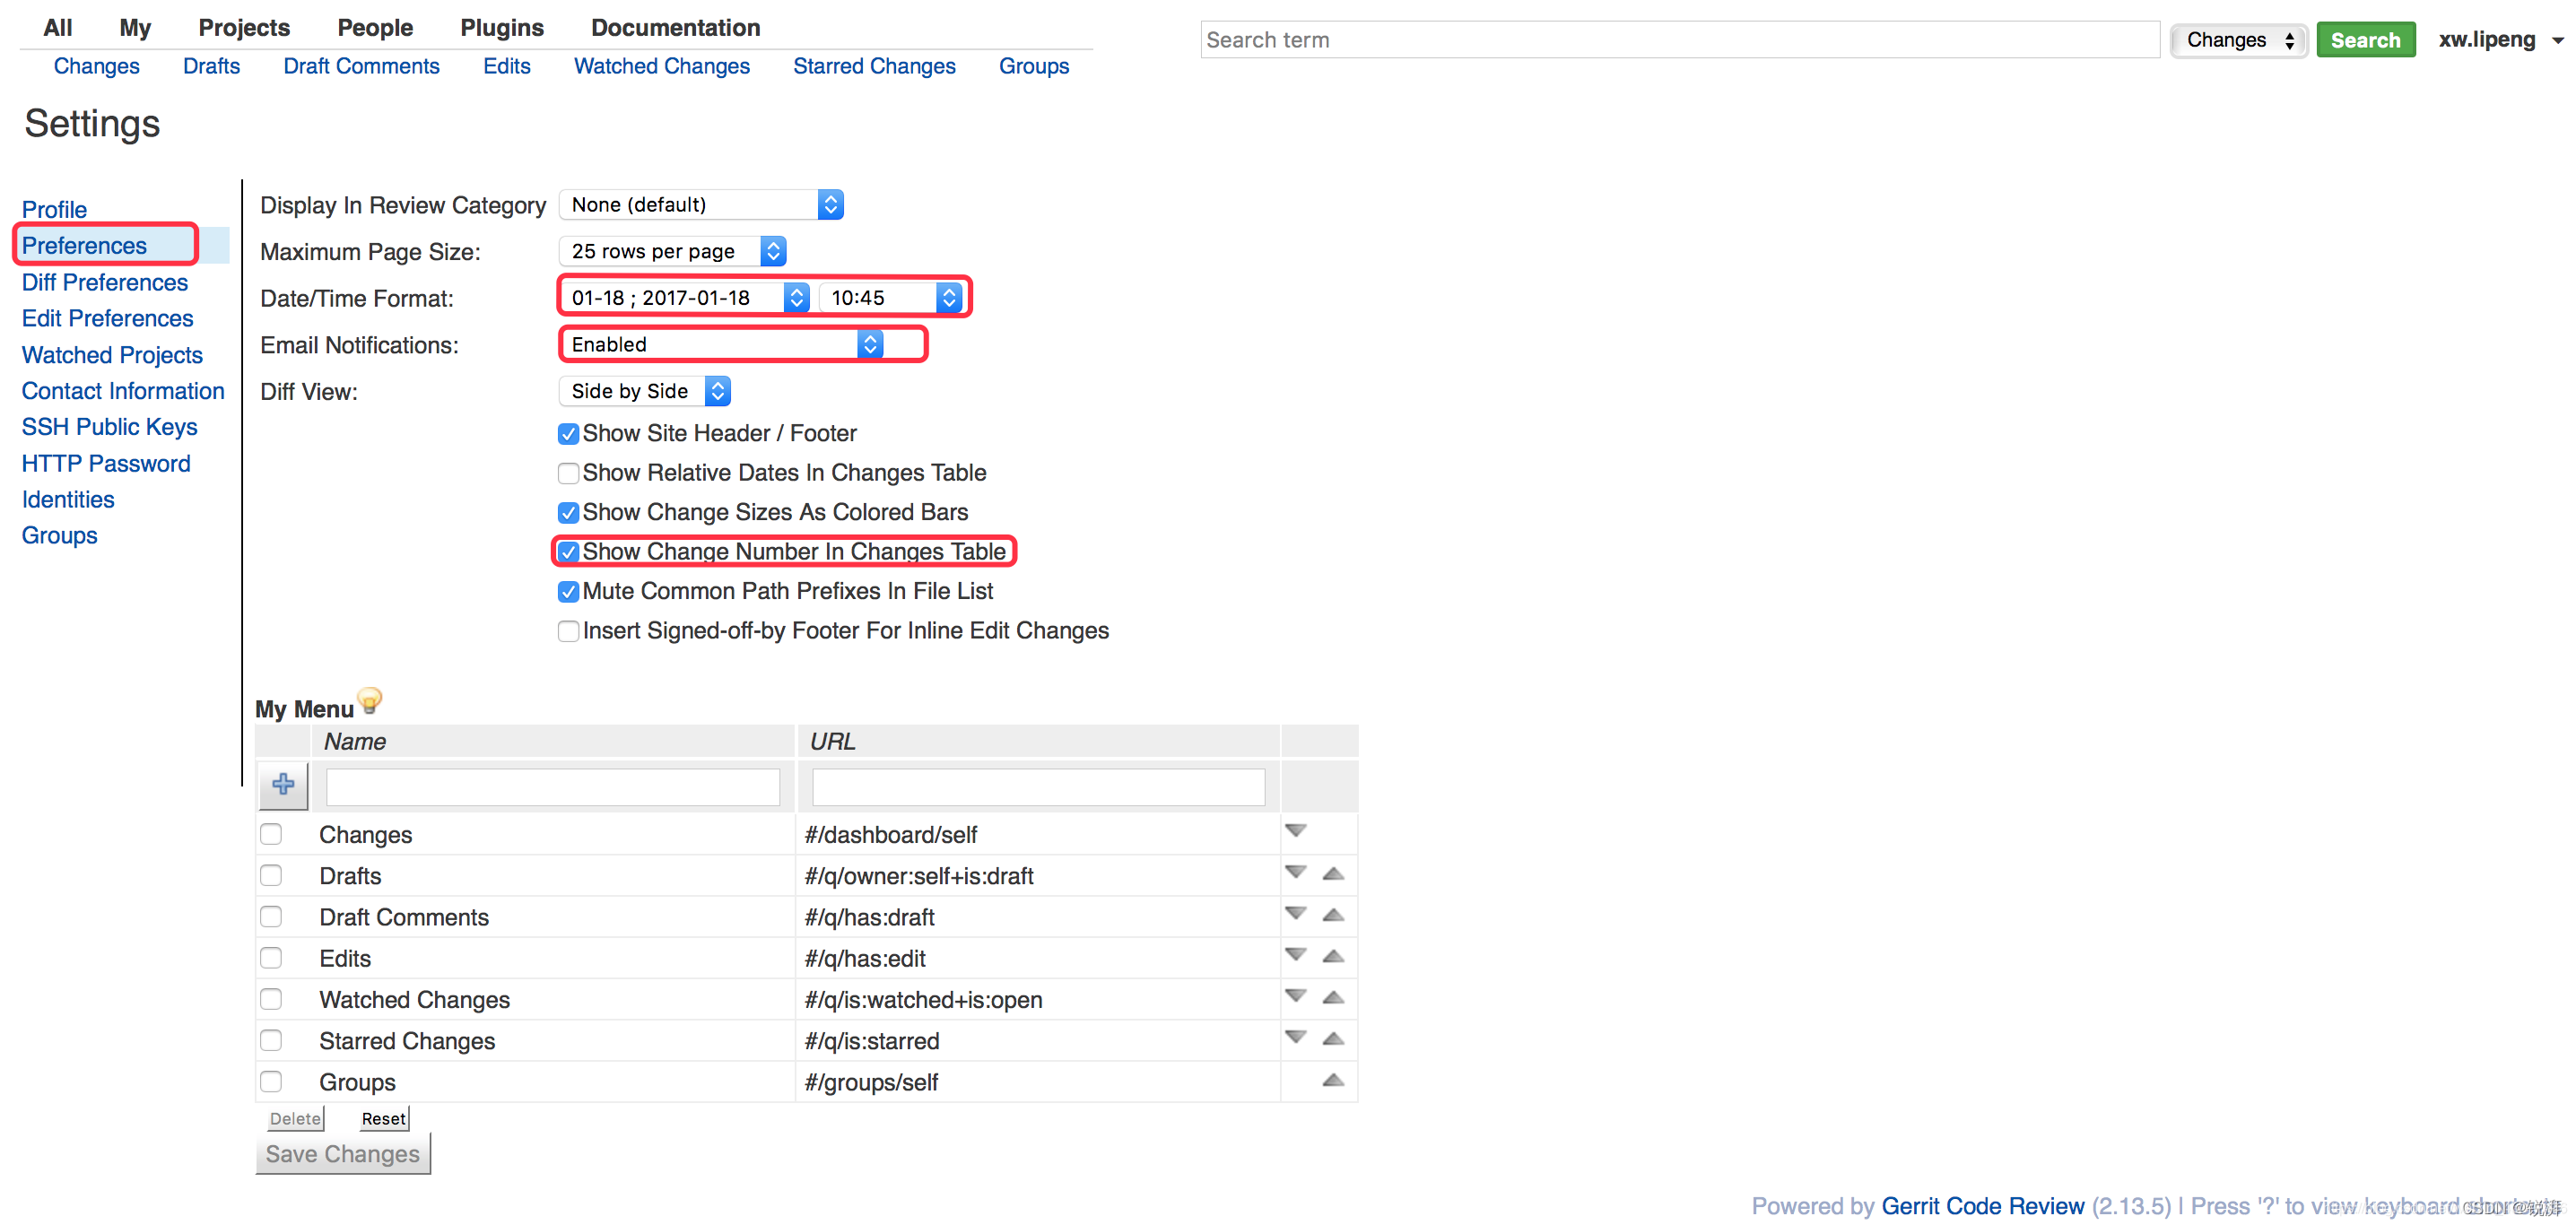 All My Projects People Plugins Documentation
Search term Changes Search xw.lipeng
Changes Drafts Draft Comments Edits Watched Changes Starred Changes Groups
Settings
Profile
Preferences
Diff Preferences
Edit Preferences
Watched Projects
Contact Information
SSH Public Keys
HTTP Password
Identities
Groups
Display In Review Category None (default)
Maximum Page Size: 25 rows per page
Date/Time Format: 01-18 ; 2017-01-18 10:45
Email Notifications: Enabled
Diff View: Side by Side
Show Site Header / Footer
Show Relative Dates In Changes Table
Show Change Sizes As Colored Bars
Show Change Number In Changes Table
Mute Common Path Prefixes In File List
Insert Signed-off-by Footer For Inline Edit Changes
My Menu
Name URL
Changes #/dashboard/self
Drafts #/q/owner:self+is:draft
Draft Comments #/q/has:draft
Edits #/q/has:edit
Watched Changes #/q/is:watched+is:open
Starred Changes #/q/is:starred
Groups #/groups/self
Delete Reset
Save Changes
Powered by Gerrit Code Review (2.13.5) | Press '?' to view keyboard
CSDN @锐湃